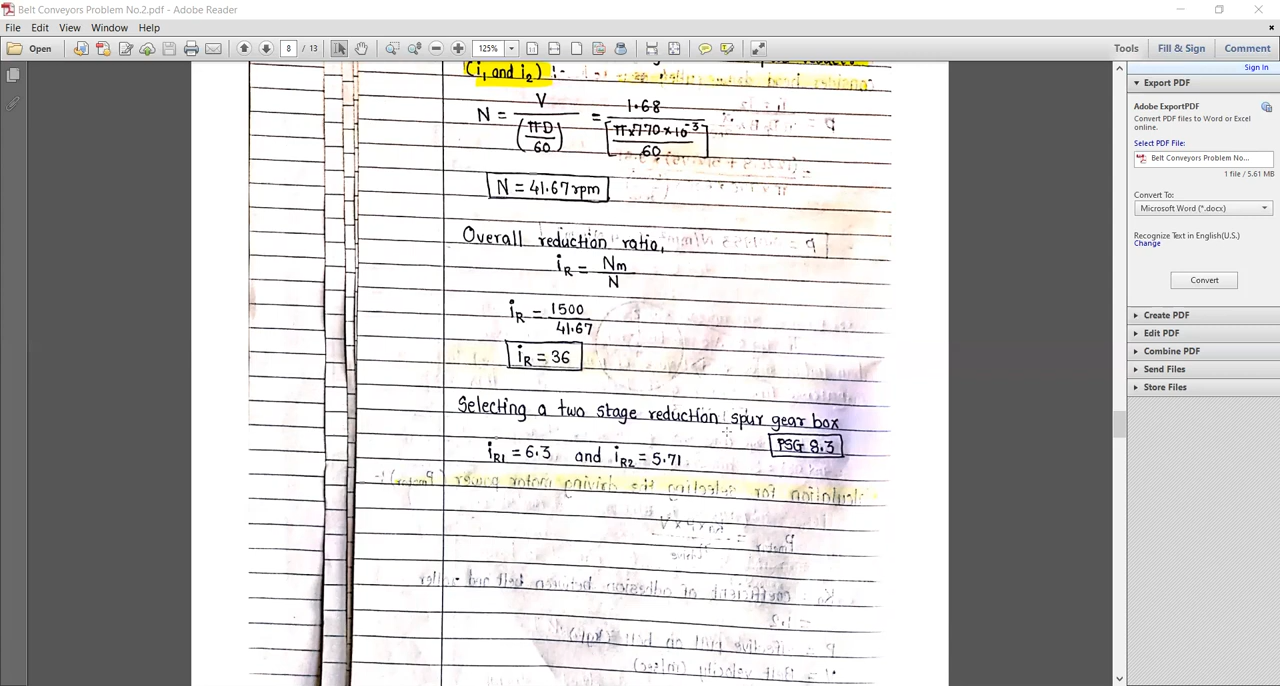 Belt Conveyors Problem No.2.pdf - Adobe Reader
File Edit View Window Help
Open 8 / 13 125% Tools Fill & Sign Comment
Sign In
Export PDF
Adobe ExportPDF
Convert PDF files to Word or Excel
online.
Select PDF File:
Belt Conveyors Problem No...
1 file / 5.61 MB
Convert To:
Microsoft Word (*.docx)
Recognize Text in English(U.S.)
Change
Convert
Create PDF
Edit PDF
Combine PDF
Send Files
Store Files
(i₁ and i₂) :-
N = V / (πD / 60) = 1.68 / [π×770×10⁻³ / 60]
N = 41.67 rpm
Overall reduction ratio,
iR = Nm / N
iR = 1500 / 41.67
iR = 36
Selecting a two stage reduction spur gear box
PSG 8.3
iR1 = 6.3 and iR2 = 5.71